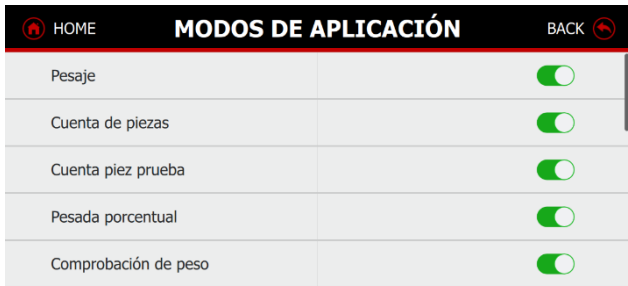 HOME MODOS DE APLICACIÓN BACK
Pesaje
Cuenta de piezas
Cuenta piez prueba
Pesada porcentual
Comprobación de peso